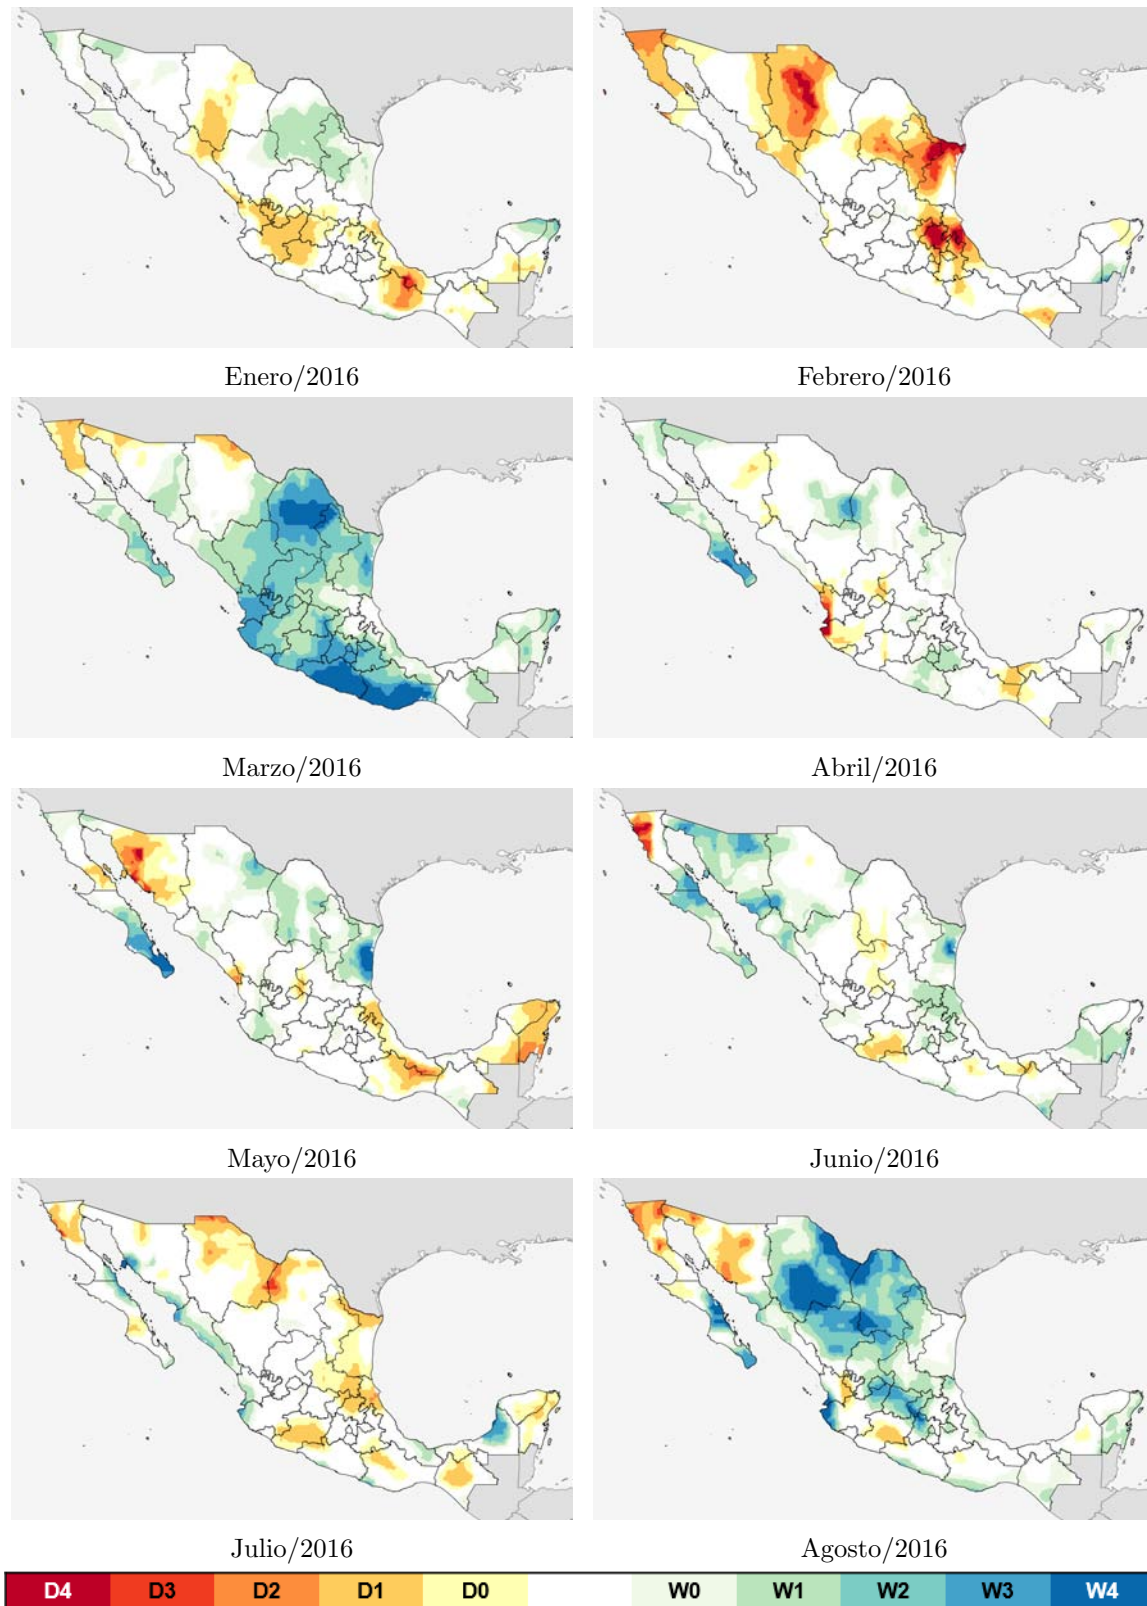 Enero/2016 Febrero/2016
Marzo/2016 Abril/2016
Mayo/2016 Junio/2016
Julio/2016 Agosto/2016
D4 D3 D2 D1 D0 W0 W1 W2 W3 W4